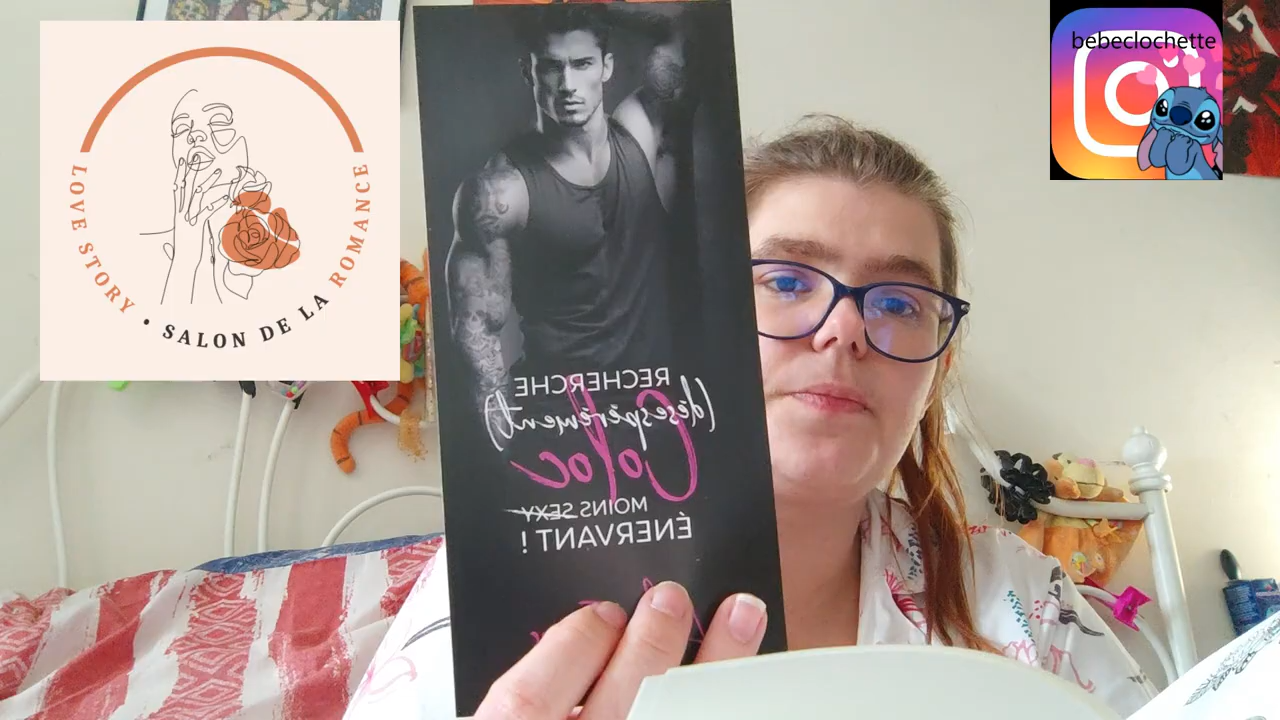 LOVE STORY • SALON DE LA ROMANCE
bebeclochette
RECHERCHE
(désespérément)
Coloc
MOINS SEXY
ÉNERVANT !